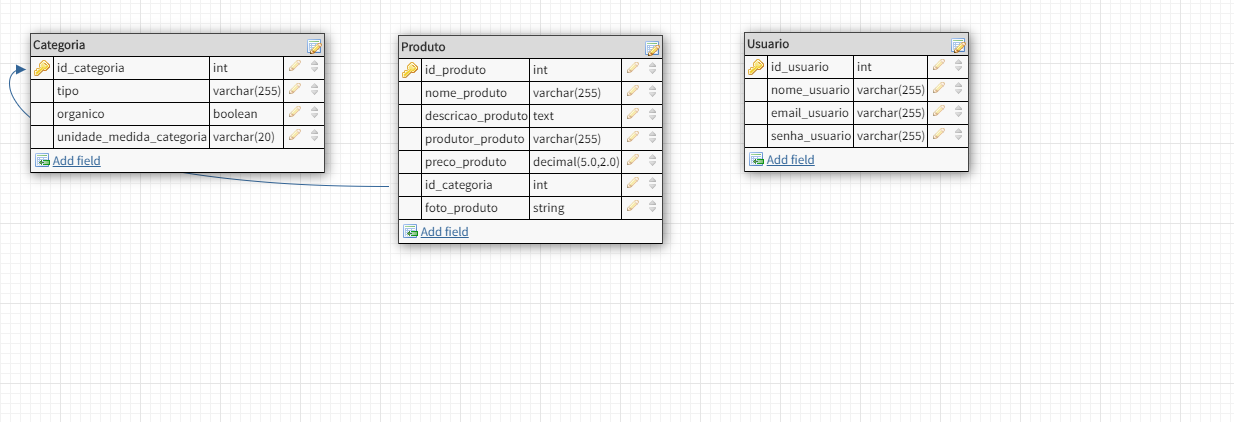 Categoria
id_categoria int
tipo varchar(255)
organico boolean
unidade_medida_categoria varchar(20)
Add field
Produto
id_produto int
nome_produto varchar(255)
descricao_produto text
produtor_produto varchar(255)
preco_produto decimal(5.0,2.0)
id_categoria int
foto_produto string
Add field
Usuario
id_usuario int
nome_usuario varchar(255)
email_usuario varchar(255)
senha_usuario varchar(255)
Add field